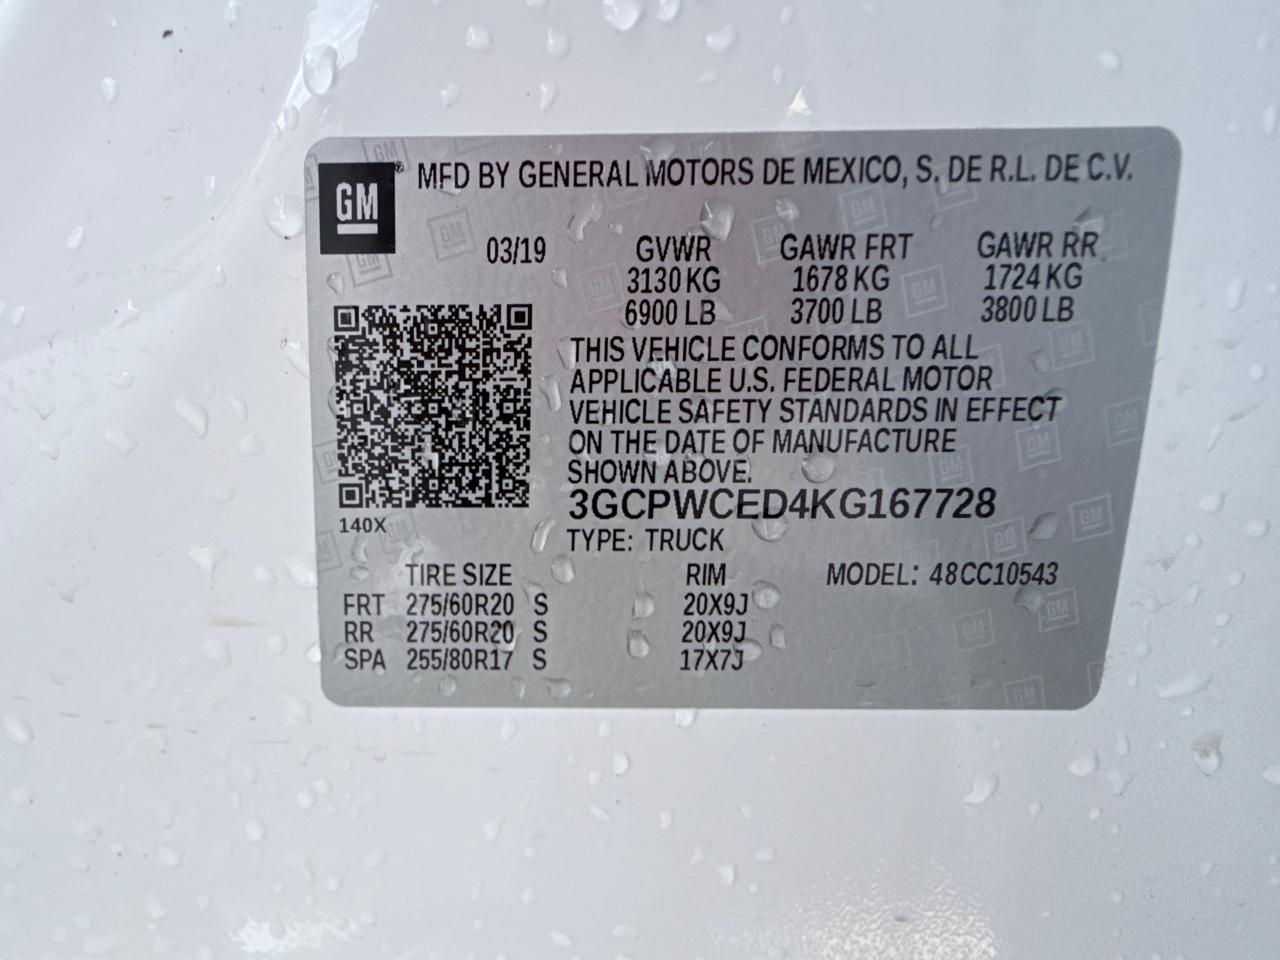 GM® MFD BY GENERAL MOTORS DE MEXICO, S. DE R.L. DE C.V.
03/19 GVWR GAWR FRT GAWR RR
3130 KG 1678 KG 1724 KG
6900 LB 3700 LB 3800 LB
THIS VEHICLE CONFORMS TO ALL
APPLICABLE U.S. FEDERAL MOTOR
VEHICLE SAFETY STANDARDS IN EFFECT
ON THE DATE OF MANUFACTURE
SHOWN ABOVE.
3GCPWCED4KG167728
140X
TYPE: TRUCK
TIRE SIZE RIM MODEL: 48CC10543
FRT 275/60R20 S 20X9J
RR 275/60R20 S 20X9J
SPA 255/80R17 S 17X7J